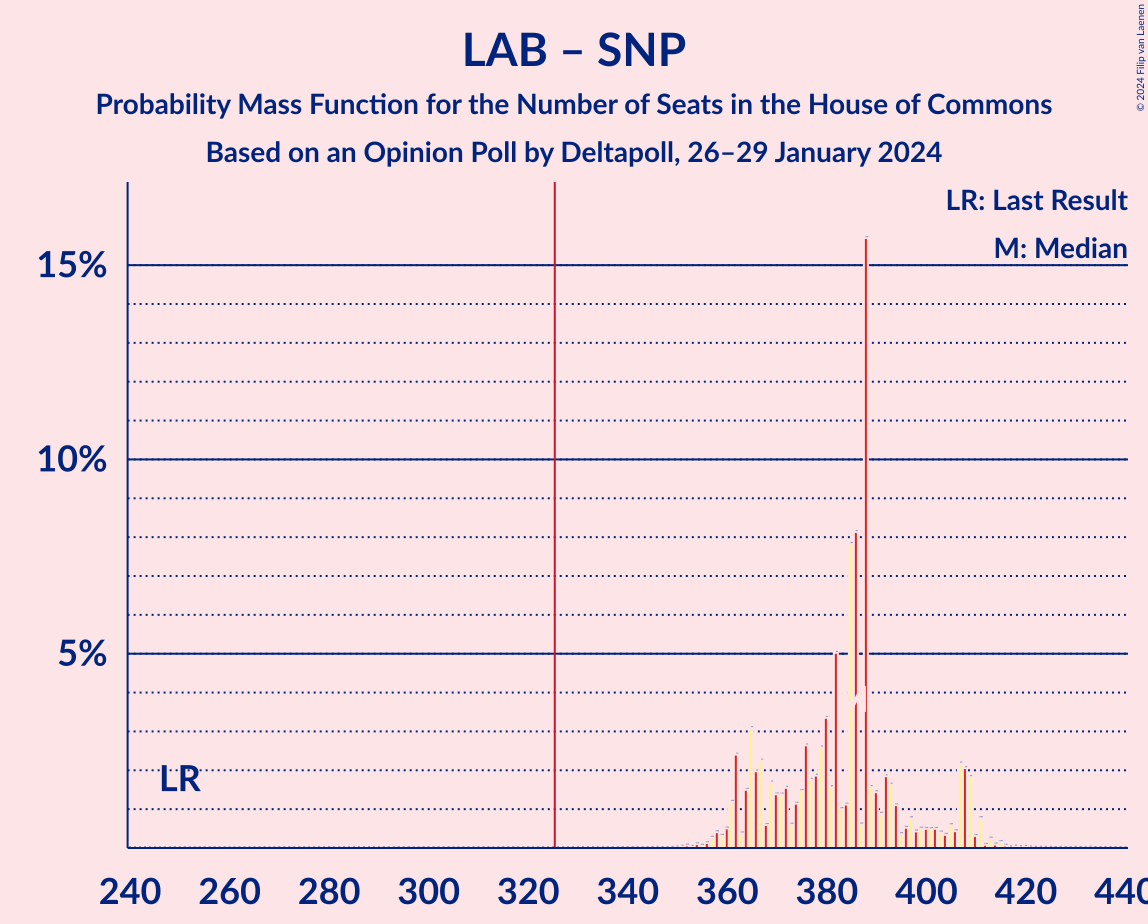 LAB – SNP
Probability Mass Function for the Number of Seats in the House of Commons
Based on an Opinion Poll by Deltapoll, 26–29 January 2024
© 2024 Filip van Laenen
LR: Last Result
M: Median
15%
10%
5%
LR
240 260 280 300 320 340 360 380 400 420 440